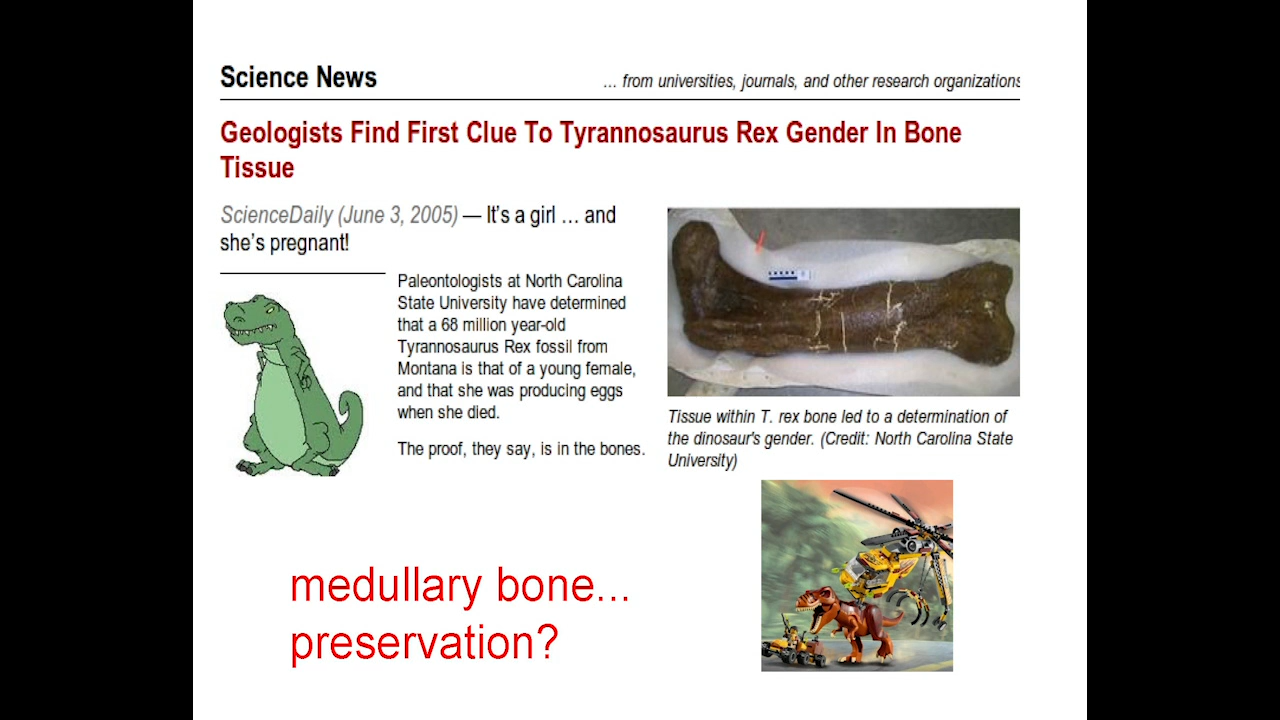 Science News
... from universities, journals, and other research organizations
Geologists Find First Clue To Tyrannosaurus Rex Gender In Bone
Tissue
ScienceDaily (June 3, 2005) — It's a girl ... and
she's pregnant!
Paleontologists at North Carolina
State University have determined
that a 68 million year-old
Tyrannosaurus Rex fossil from
Montana is that of a young female,
and that she was producing eggs
when she died.
The proof, they say, is in the bones.
Tissue within T. rex bone led to a determination of
the dinosaur's gender. (Credit: North Carolina State
University)
medullary bone...
preservation?